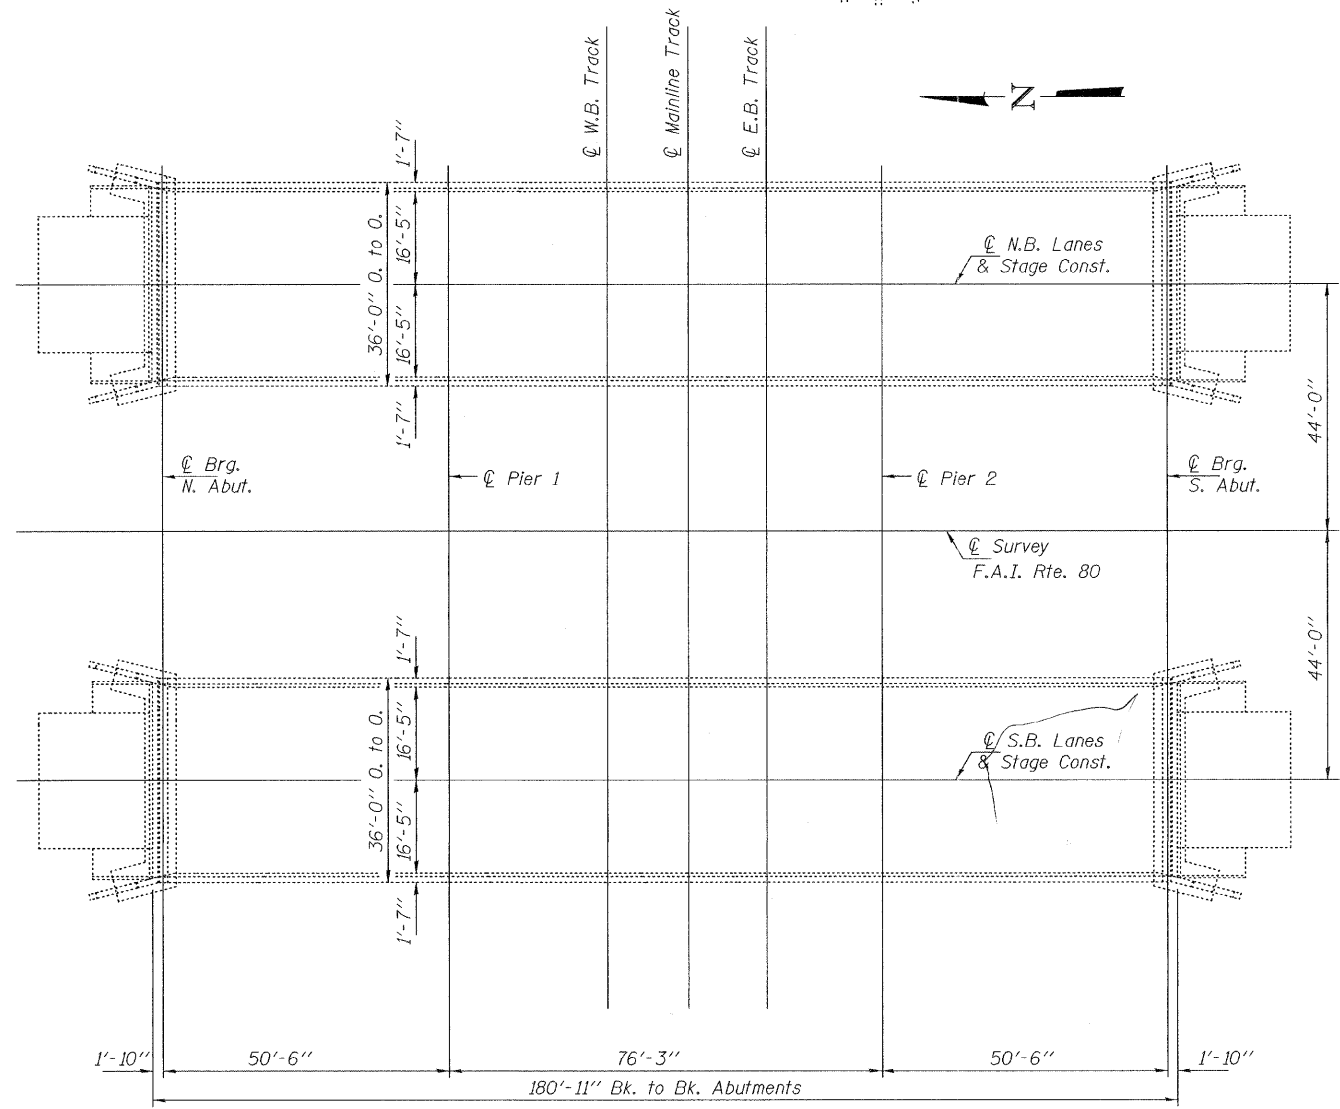 ℄ W.B. Track
℄ Mainline Track
℄ E.B. Track
N
1'-7"
36'-0" O. to O.
16'-5"
16'-5"
1'-7"
℄ N.B. Lanes
& Stage Const.
44'-0"
℄ Brg.
N. Abut.
℄ Pier 1
℄ Pier 2
℄ Brg.
S. Abut.
℄ Survey
F.A.I. Rte. 80
44'-0"
1'-7"
36'-0" O. to O.
16'-5"
16'-5"
1'-7"
℄ S.B. Lanes
& Stage Const.
1'-10"
50'-6"
76'-3"
50'-6"
1'-10"
180'-11" Bk. to Bk. Abutments